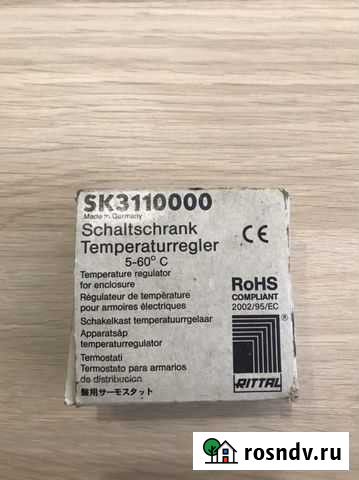 SK3110000
Made in Germany
Schaltschrank
Temperaturregler
5-60° C
Temperature regulator
for enclosure
Régulateur de température
pour armoires électriques
Schakelkast temperatuurrgelaar
Apparatsåp
temperaturregulator
Termostati
Termostato para armarios
de distribucion
盤用サーモスタット
CE
RoHS
COMPLIANT
2002/95/EC
RITTAL
rosndv.ru